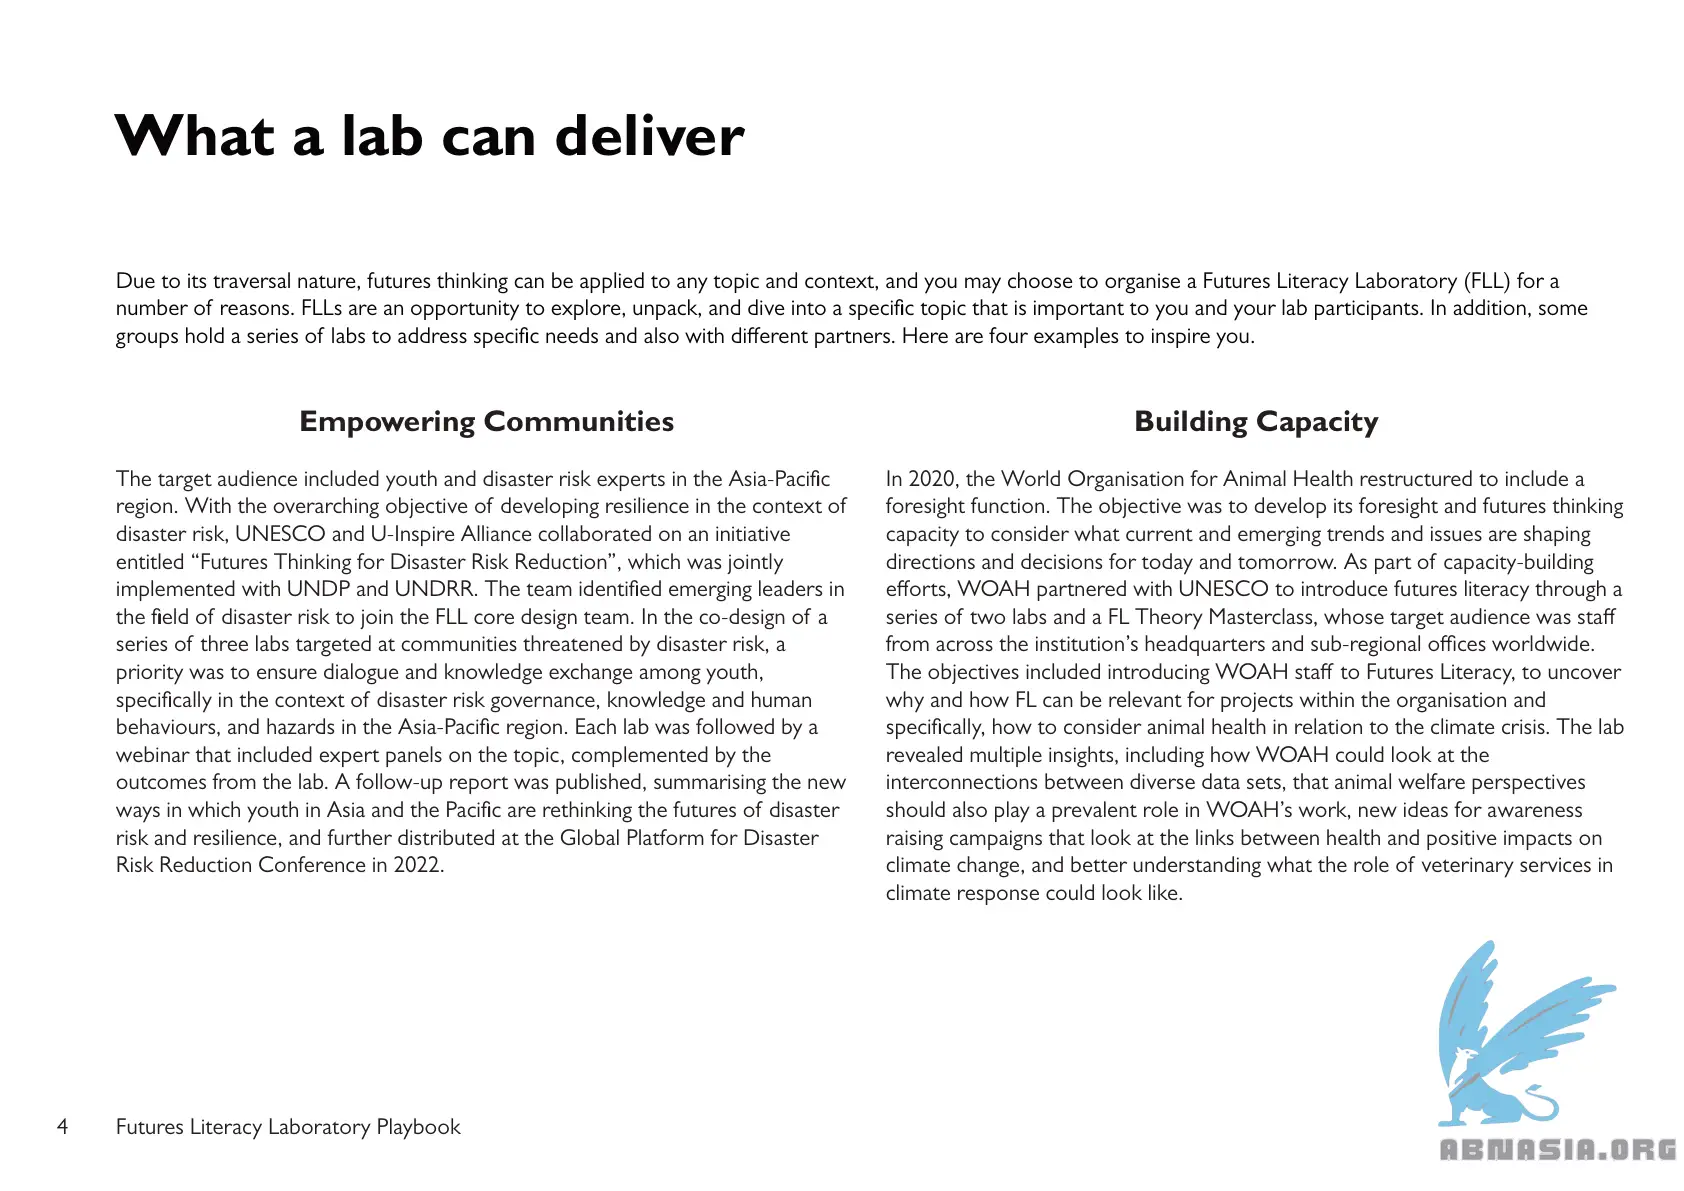 What a lab can deliver
Due to its traversal nature, futures thinking can be applied to any topic and context, and you may choose to organise a Futures Literacy Laboratory (FLL) for a
number of reasons. FLLs are an opportunity to explore, unpack, and dive into a specific topic that is important to you and your lab participants. In addition, some
groups hold a series of labs to address specific needs and also with different partners. Here are four examples to inspire you.
Empowering Communities
The target audience included youth and disaster risk experts in the Asia-Pacific
region. With the overarching objective of developing resilience in the context of
disaster risk, UNESCO and U-Inspire Alliance collaborated on an initiative
entitled “Futures Thinking for Disaster Risk Reduction”, which was jointly
implemented with UNDP and UNDRR. The team identified emerging leaders in
the field of disaster risk to join the FLL core design team. In the co-design of a
series of three labs targeted at communities threatened by disaster risk, a
priority was to ensure dialogue and knowledge exchange among youth,
specifically in the context of disaster risk governance, knowledge and human
behaviours, and hazards in the Asia-Pacific region. Each lab was followed by a
webinar that included expert panels on the topic, complemented by the
outcomes from the lab. A follow-up report was published, summarising the new
ways in which youth in Asia and the Pacific are rethinking the futures of disaster
risk and resilience, and further distributed at the Global Platform for Disaster
Risk Reduction Conference in 2022.
Building Capacity
In 2020, the World Organisation for Animal Health restructured to include a
foresight function. The objective was to develop its foresight and futures thinking
capacity to consider what current and emerging trends and issues are shaping
directions and decisions for today and tomorrow. As part of capacity-building
efforts, WOAH partnered with UNESCO to introduce futures literacy through a
series of two labs and a FL Theory Masterclass, whose target audience was staff
from across the institution’s headquarters and sub-regional offices worldwide.
The objectives included introducing WOAH staff to Futures Literacy, to uncover
why and how FL can be relevant for projects within the organisation and
specifically, how to consider animal health in relation to the climate crisis. The lab
revealed multiple insights, including how WOAH could look at the
interconnections between diverse data sets, that animal welfare perspectives
should also play a prevalent role in WOAH’s work, new ideas for awareness
raising campaigns that look at the links between health and positive impacts on
climate change, and better understanding what the role of veterinary services in
climate response could look like.
4 Futures Literacy Laboratory Playbook
ABNASIA.ORG